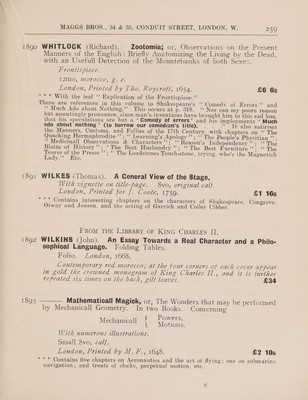 MAGGS BROS., 34 & 35, CONDUIT STREET, LONDON, W. 259
1890 WHITLOCK (Richard). Zootomia; or, Observations on the Present
Manners of the English: Briefly Anatomizing the Living by the Dead,
with an Usefull Detection of the Mountebanks of both Sexes.
Frontispiece.
12mo, morocco, g. e.
London, Printed by Tho. Roycroft, 1654. £6 6s
*** With the leaf "Explication of the Frontispiece."
There are references in this volume to Shakespeare's "Comedy of Errors" and
"Much Ado about Nothing." This occurs at p. 319. "Nor can my poore reason
but assentingly pronounce, since man's inventions have brought him to this sad loss,
that his speculations are but a 'Comedy of errors' and his imployments 'Much
ado about nothing' (to borrow our comedian's title). . . ." It also satirises
the Manners, Customs, and Follies of the 17th Century, with chapters on "The
Quacking Hermaphrodite"; "Learning's Apology"; "The People's Physitian";
"Medicinall Observations & Characters"; "Reason's Independency"; "The
Blotts of History"; "The Best Husbandry"; "The Best Furniture"; "The
Teares of the Presse"; "The Loadstones Touchstone, trying, who's the Magnetick
Lady." Etc.
1891 WILKES (Thomas). A General View of the Stage,
With vignette on title-page. 8vo, original calf.
London, Printed for J. Coote, 1759. £1 16s
*** Contains interesting chapters on the characters of Shakespeare, Congreve,
Otway and Jonson, and the acting of Garrick and Colley Cibber.
FROM THE LIBRARY OF KING CHARLES II.
1892 WILKINS (John). An Essay Towards a Real Character and a Philo-
sophical Language. Folding Tables.
Folio. London, 1668.
Contemporary red morocco; at the four corners of each cover appear
in gold the crowned monogram of King Charles II., and it is further
repeated six times on the back, gilt leaves. £34
1893 ——— Mathematicall Magick, or, The Wonders that may be performed
by Mechanicall Geometry. In two Books. Concerning
Mechanicall { Powers,
Motions.
With numerous illustrations.
Small 8vo, calf.
London, Printed by M. F., 1648. £2 10s
*** Contains five chapters on Aeronautics and the art of flying; one on submarine
navigation; and treats of clocks, perpetual motion, etc.